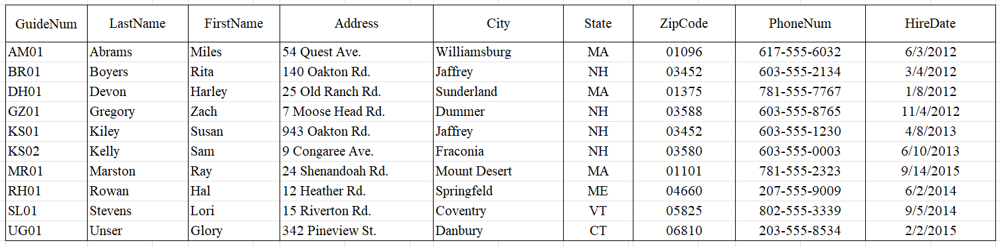 GuideNum LastName FirstName Address City State ZipCode PhoneNum HireDate
AM01 Abrams Miles 54 Quest Ave. Williamsburg MA 01096 617-555-6032 6/3/2012
BR01 Boyers Rita 140 Oakton Rd. Jaffrey NH 03452 603-555-2134 3/4/2012
DH01 Devon Harley 25 Old Ranch Rd. Sunderland MA 01375 781-555-7767 1/8/2012
GZ01 Gregory Zach 7 Moose Head Rd. Dummer NH 03588 603-555-8765 11/4/2012
KS01 Kiley Susan 943 Oakton Rd. Jaffrey NH 03452 603-555-1230 4/8/2013
KS02 Kelly Sam 9 Congaree Ave. Fraconia NH 03580 603-555-0003 6/10/2013
MR01 Marston Ray 24 Shenandoah Rd. Mount Desert MA 01101 781-555-2323 9/14/2015
RH01 Rowan Hal 12 Heather Rd. Springfeld ME 04660 207-555-9009 6/2/2014
SL01 Stevens Lori 15 Riverton Rd. Coventry VT 05825 802-555-3339 9/5/2014
UG01 Unser Glory 342 Pineview St. Danbury CT 06810 203-555-8534 2/2/2015